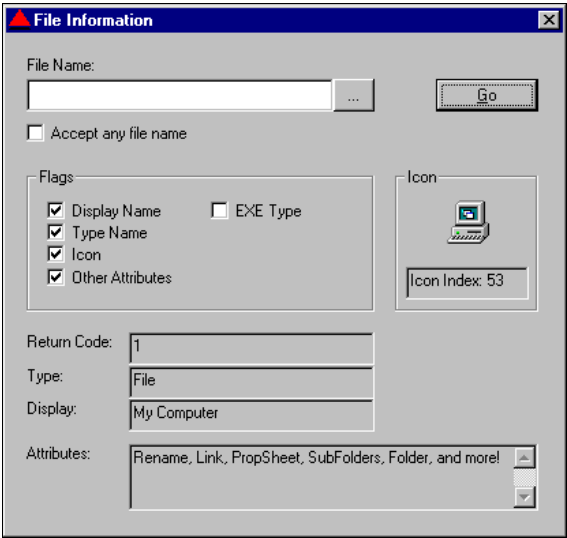 File Information
File Name:
...
Go
Accept any file name
Flags
Icon
Display Name
EXE Type
Type Name
Icon
Other Attributes
Icon Index: 53
Return Code:
1
Type:
File
Display:
My Computer
Attributes:
Rename, Link, PropSheet, SubFolders, Folder, and more!